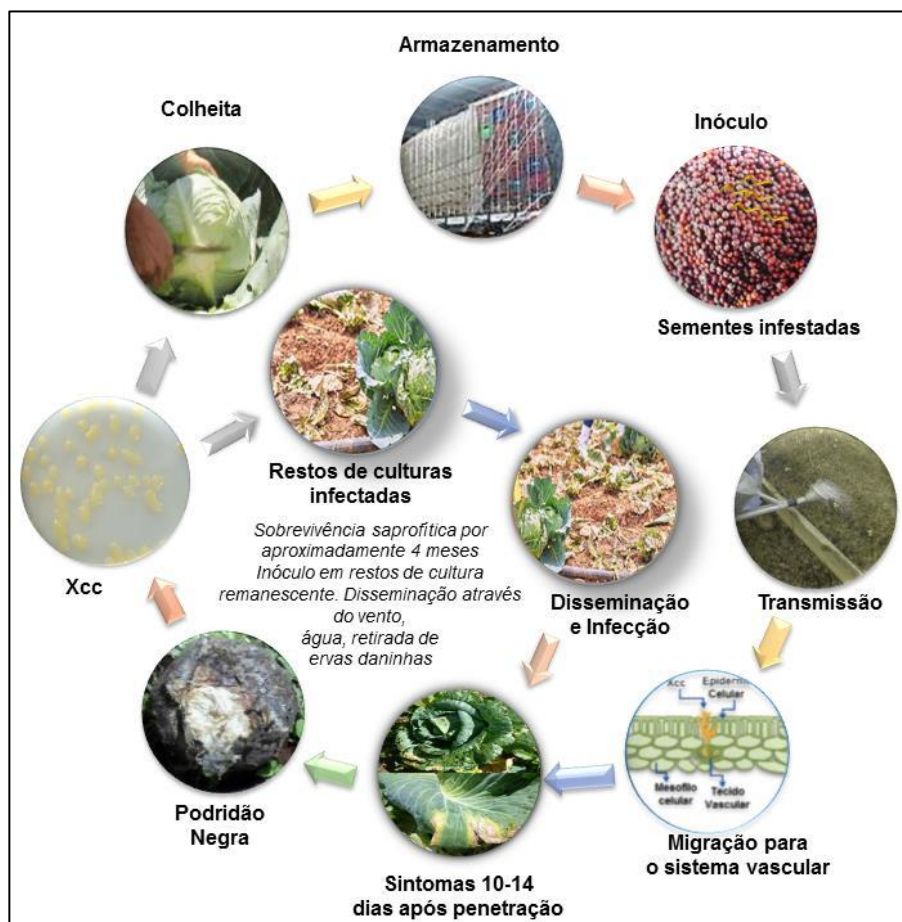 Armazenamento
Colheita
Inóculo
Sementes infestadas
Restos de culturas
infectadas
Sobrevivência saprofítica por
aproximadamente 4 meses
Inóculo em restos de cultura
remanescente. Disseminação através
do vento,
água, retirada de
ervas daninhas
Xcc
Disseminação
e Infecção
Transmissão
Xcc
Celular
Mesofilo
celular
Tecido
Vascular
Podridão
Negra
Migração para
o sistema vascular
Sintomas 10-14
dias após penetração